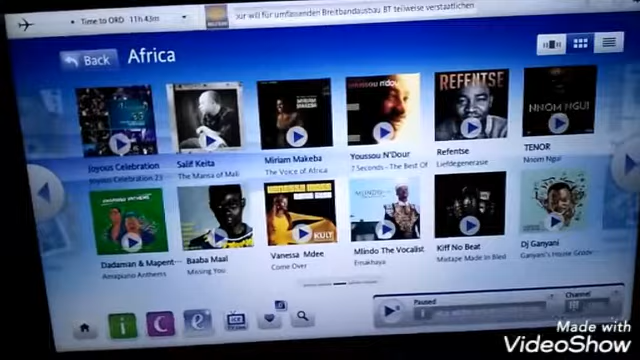 Time to ORD 11h 43m
our will für umfassenden Breitbandausbau BT teilweise verstaatlichen
Back
Africa
REFENTSE
NNOM NGUI
Joyous Celebration
Joyous Celebration 23
Salif Keita
The Mansa of Mali
Miriam Makeba
The Voice of Africa
Youssou N'Dour
7 Seconds - The Best Of
Refentse
Liefdegenerasie
TENOR
Nnom Ngui
KULT
Dadaman & Mapent···
Amapiano Anthems
Baaba Maal
Missing You
Vanessa Mdee
Come Over
Mlindo The Vocalist
Emakhaya
Kiff No Beat
Mixtape Made in Bled
Dj Ganyani
Ganyani's House Groov
i
C
e
ICE
Paused
Channel
Made with
VideoShow